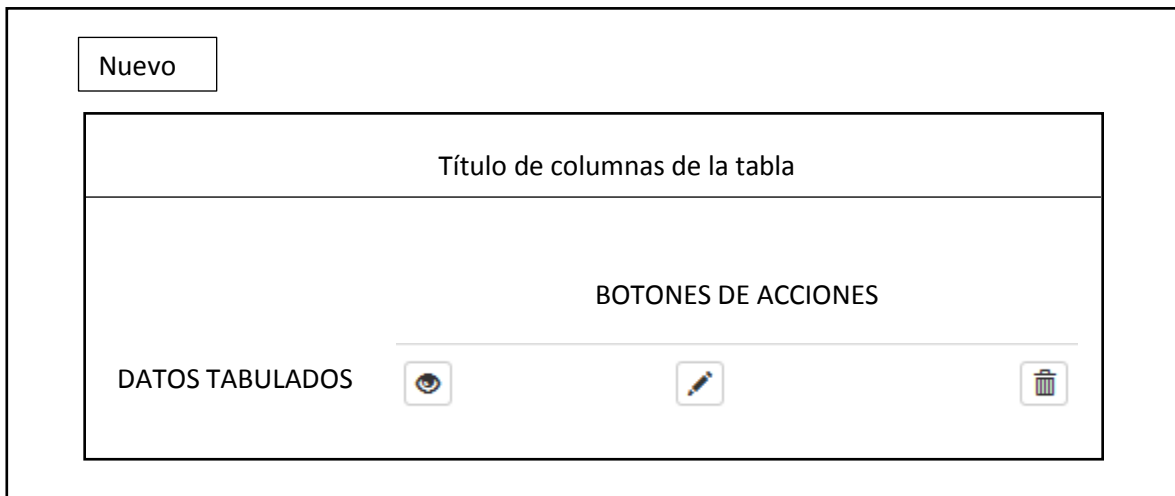 Nuevo
Título de columnas de la tabla
BOTONES DE ACCIONES
DATOS TABULADOS